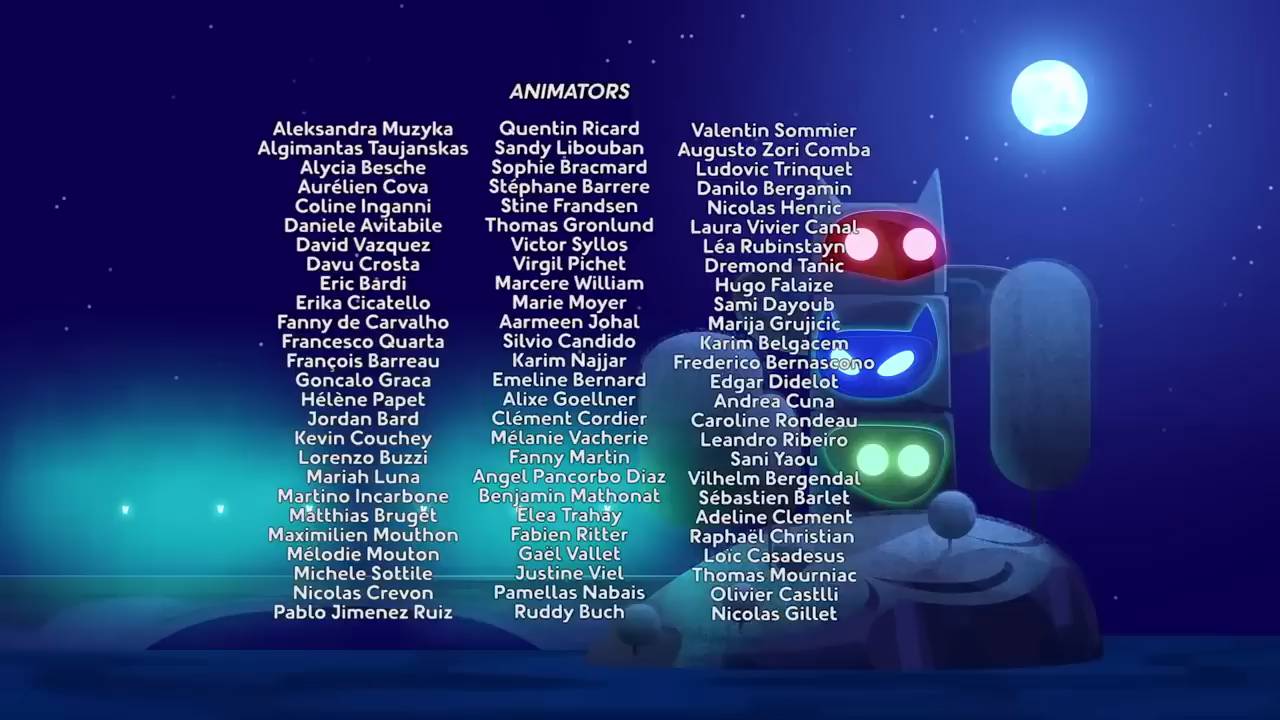 ANIMATORS
Aleksandra Muzyka
Algimantas Taujanskas
Alycia Besche
Aurélien Cova
Coline Inganni
Daniele Avitabile
David Vazquez
Davu Crosta
Eric Bardi
Erika Cicatello
Fanny de Carvalho
Francesco Quarta
François Barreau
Goncalo Graca
Hélène Papet
Jordan Bard
Kevin Couchey
Lorenzo Buzzi
Mariah Luna
Martino Incarbone
Matthias Bruget
Maximilien Mouthon
Mélodie Mouton
Michele Sottile
Nicolas Crevon
Pablo Jimenez Ruiz
Quentin Ricard
Sandy Libouban
Sophie Bracmard
Stéphane Barrere
Stine Frandsen
Thomas Gronlund
Victor Syllos
Virgil Pichet
Marcere William
Marie Moyer
Aarmeen Johal
Silvio Candido
Karim Najjar
Emeline Bernard
Alixe Goellner
Clément Cordier
Mélanie Vacherie
Fanny Martin
Angel Pancorbo Diaz
Benjamin Mathonat
Elea Trahay
Fabien Ritter
Gaël Vallet
Justine Viel
Pamellas Nabais
Ruddy Buch
Valentin Sommier
Augusto Zori Comba
Ludovic Trinquet
Danilo Bergamin
Nicolas Henric
Laura Vivier Canal
Léa Rubinstayn
Dremond Tanic
Hugo Falaize
Sami Dayoub
Marija Grujicic
Karim Belgacem
Frederico Bernascono
Edgar Didelot
Andrea Cuna
Caroline Rondeau
Leandro Ribeiro
Sani Yaou
Vilhelm Bergendal
Sébastien Barlet
Adeline Clement
Raphaël Christian
Loïc Casadesus
Thomas Mourniac
Olivier Castlli
Nicolas Gillet